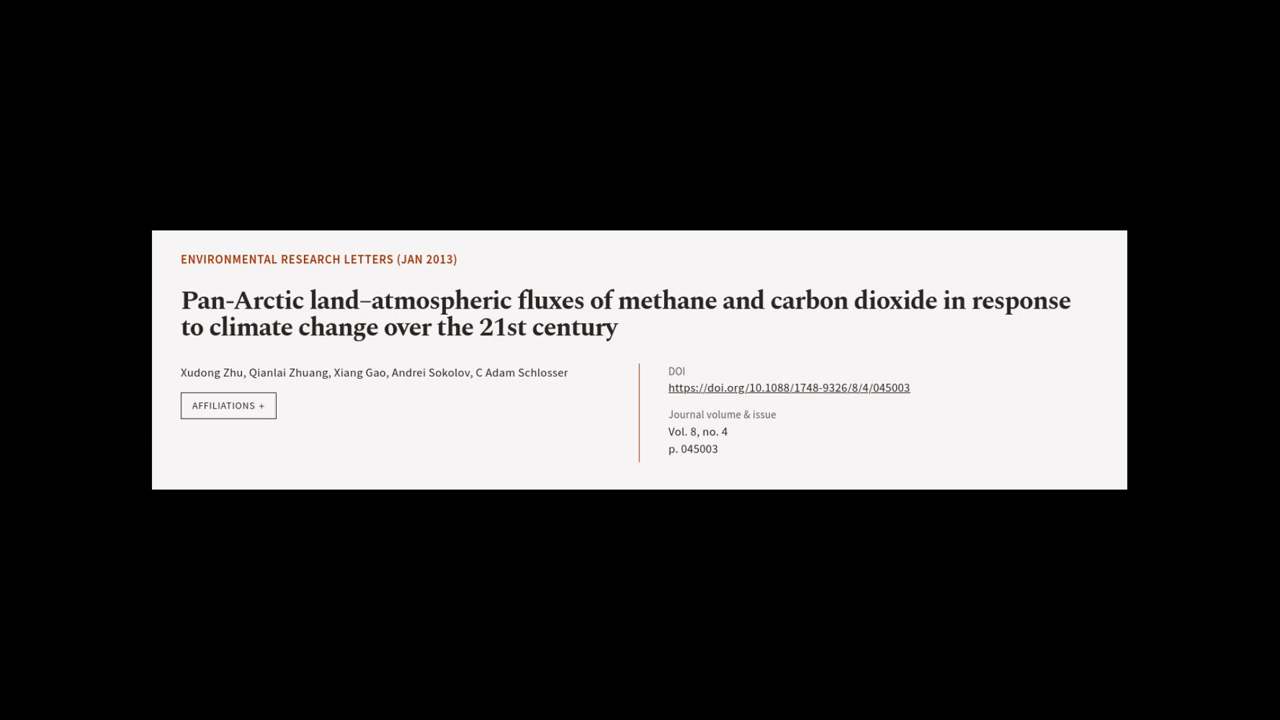 ENVIRONMENTAL RESEARCH LETTERS (JAN 2013)
Pan-Arctic land–atmospheric fluxes of methane and carbon dioxide in response
to climate change over the 21st century
Xudong Zhu, Qianlai Zhuang, Xiang Gao, Andrei Sokolov, C Adam Schlosser
AFFILIATIONS +
DOI
https://doi.org/10.1088/1748-9326/8/4/045003
Journal volume & issue
Vol. 8, no. 4
p. 045003